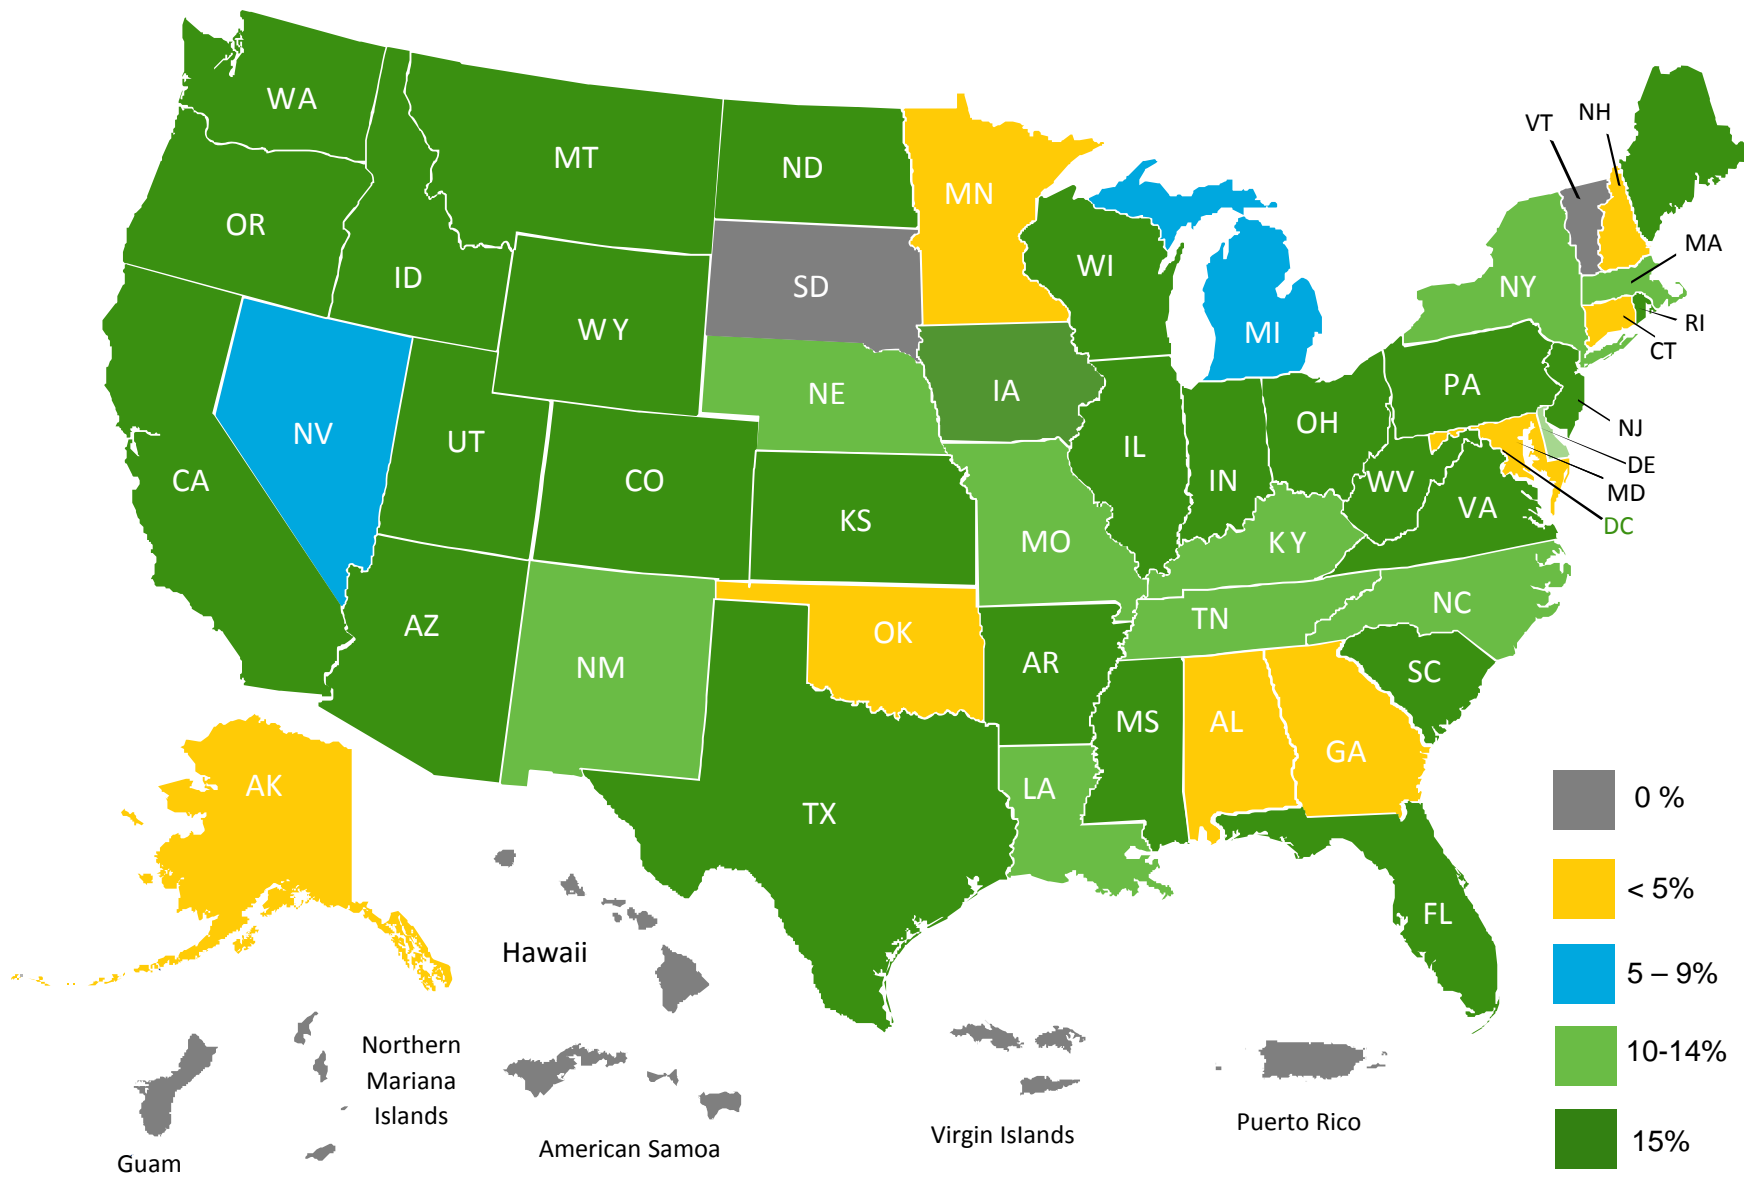 WA
MT
ND
MN
VT
NH
OR
ID
SD
WI
MA
NY
WY
MI
RI
CT
NE
IA
PA
NV
UT
OH
NJ
CA
CO
IL
IN
WV
DE
MD
KS
VA
DC
MO
KY
AZ
NM
OK
TN
NC
AR
SC
MS
AL
GA
AK
LA
TX
FL
Hawaii
0 %
< 5%
5 – 9%
10-14%
15%
Northern
Mariana
Islands
Guam
American Samoa
Virgin Islands
Puerto Rico